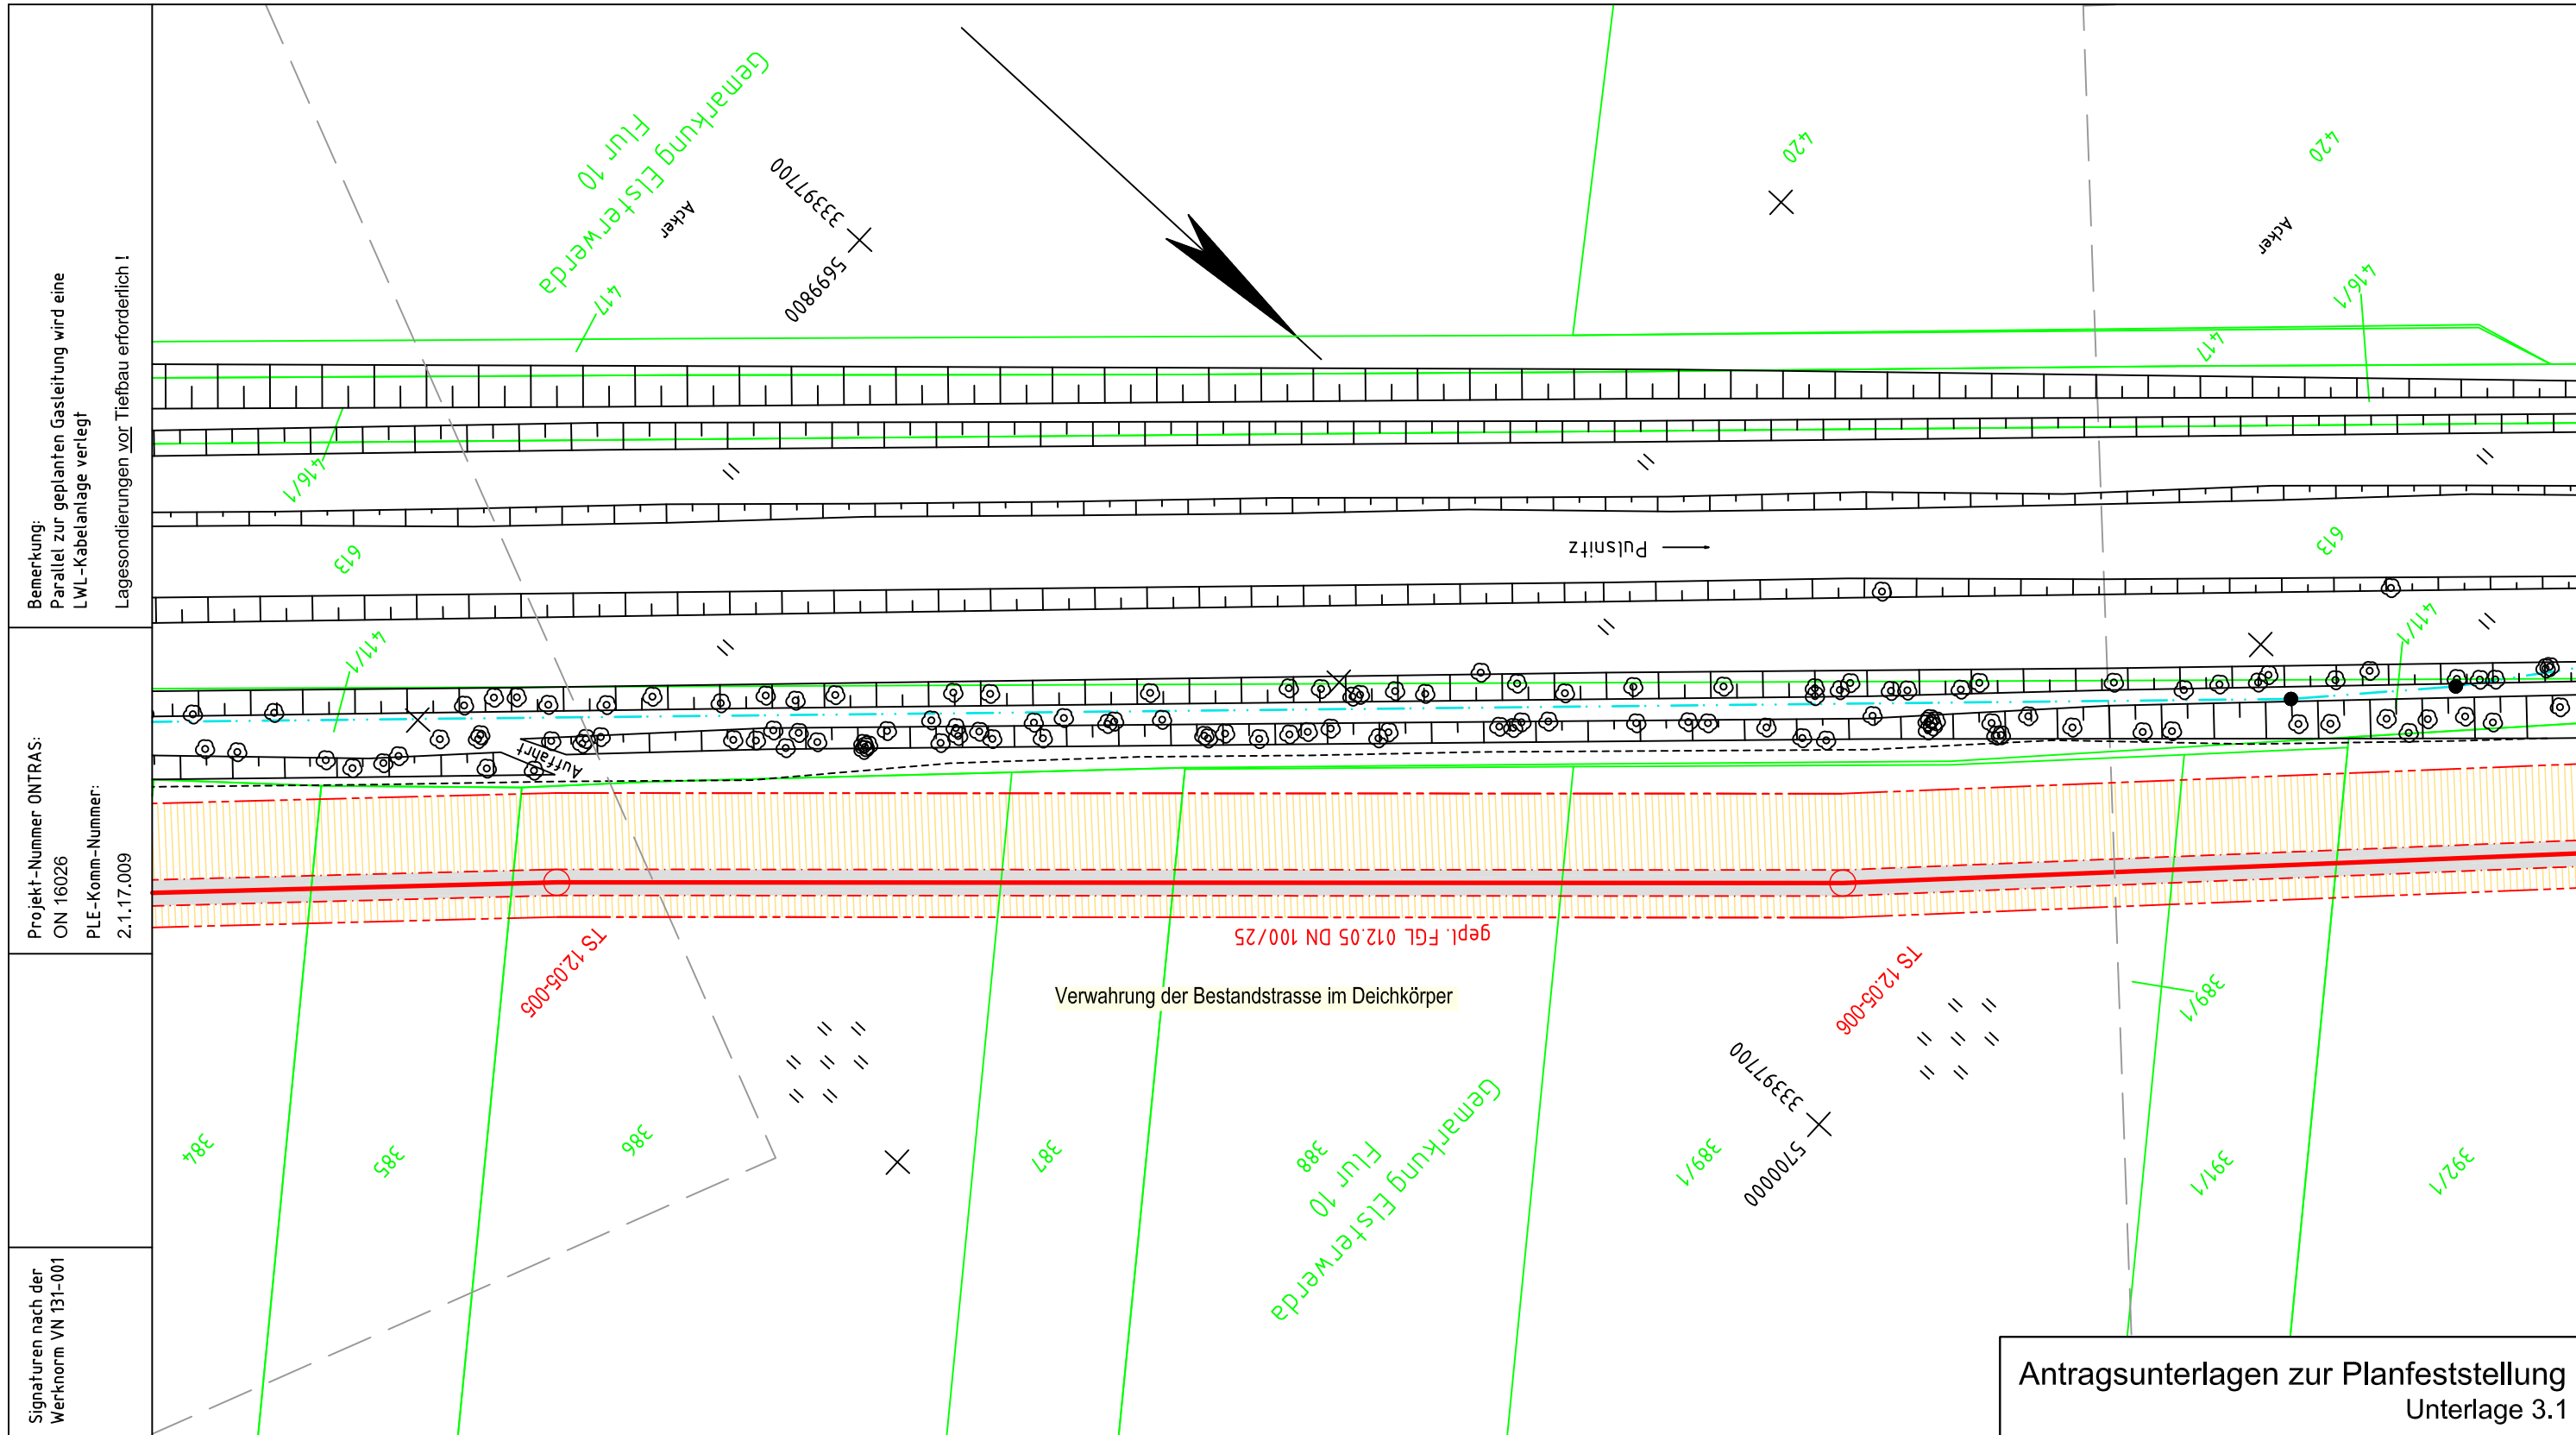 Bemerkung:
Parallel zur geplanten Gasleitung wird eine
LWL-Kabelanlage verlegt
Lagesondierungen vor Tiefbau erforderlich !
Projekt-Nummer ONTRAS:
ON 16026
PLE-Komm-Nummer:
2.1.17.009
Signaturen nach der
Werknorm VN 131-001
Gemarkung Elsterwerda
Flur 10
Acker
33397700
5699800
417
420
420
Acker
416/1
417
416/1
613
Pulsnitz
613
411/1
411/1
Auffahrt
gepl. FGL 012.05 DN 100/25
TS 12.05-005
TS 12.05-006
Verwahrung der Bestandstrasse im Deichkörper
389/1
33397700
5700000
384
385
386
387
388
Gemarkung Elsterwerda
Flur 10
389/1
391/1
392/1
Antragsunterlagen zur Planfeststellung
Unterlage 3.1